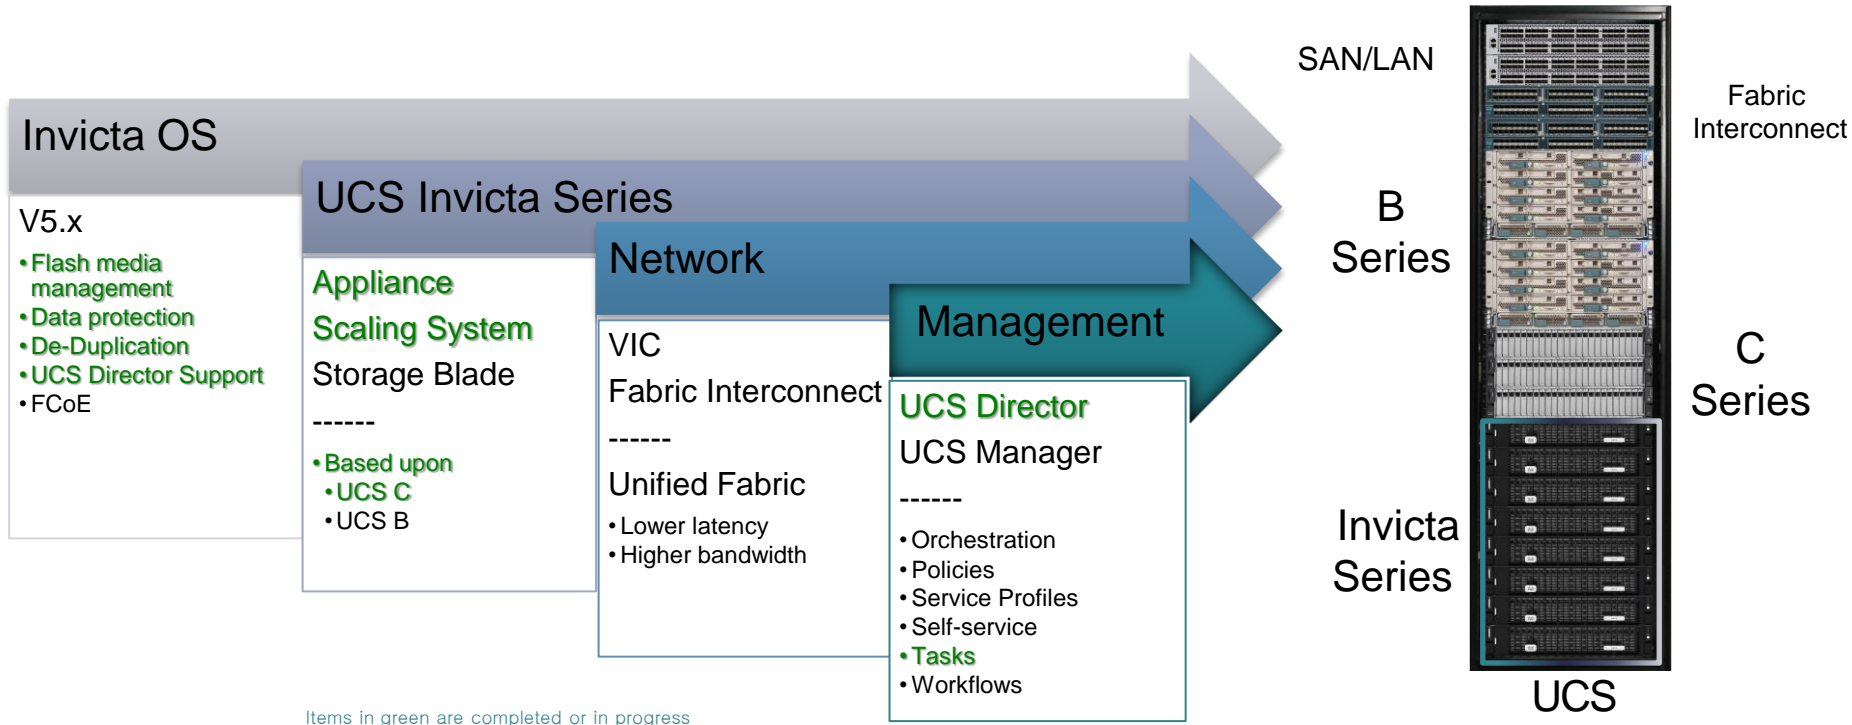 Invicta OS
V5.x
•Flash media
management
•Data protection
•De-Duplication
•UCS Director Support
•FCoE
UCS Invicta Series
Appliance
Scaling System
Storage Blade
------
•Based upon
•UCS C
•UCS B
Network
VIC
Fabric Interconnect
------
Unified Fabric
•Lower latency
•Higher bandwidth
Management
UCS Director
UCS Manager
------
•Orchestration
•Policies
•Service Profiles
•Self-service
•Tasks
•Workflows
Items in green are completed or in progress
SAN/LAN
Fabric
Interconnect
B
Series
C
Series
Invicta
Series
UCS